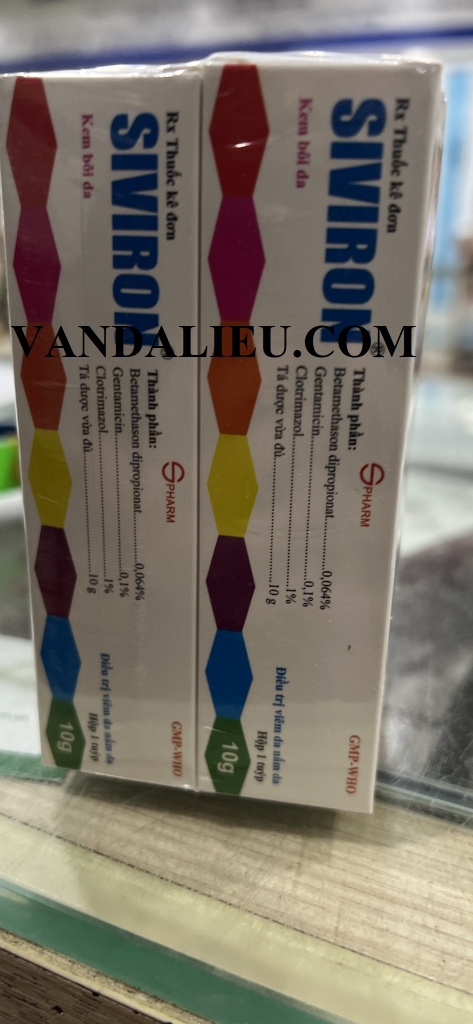 Rx Thuốc kê đơn
SIVIRON
Kem bôi da
Thành phần:
Betamethason dipropionat..................0,064%
Gentamicin.......................................0,1%
Clotrimazol......................................1%
Tá dược vừa đủ.................................10 g
SPHARM
Điều trị viêm da nấm da
Hộp 1 tuýp
GMP-WHO
10g
Rx Thuốc kê đơn
SIVIRON®
Kem bôi da
Thành phần:
Betamethason dipropionat..................0,064%
Gentamicin.......................................0,1%
Clotrimazol......................................1%
Tá dược vừa đủ.................................10 g
SPHARM
Điều trị viêm da nấm da
Hộp 1 tuýp
GMP-WHO
10g
VANDALIEU.COM